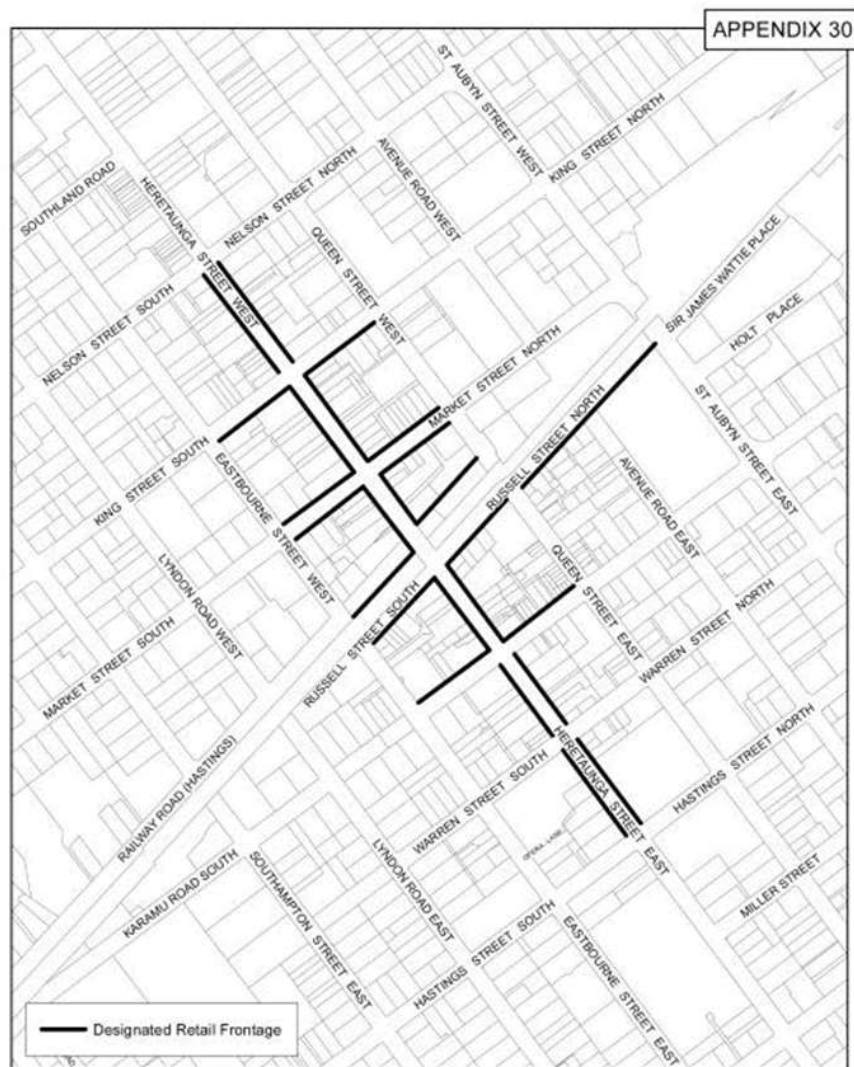 APPENDIX 30
ST AUBYN STREET WEST
KING STREET NORTH
AVENUE ROAD WEST
SOUTHLAND ROAD
HERETAUNGA STREET WEST
NELSON STREET NORTH
QUEEN STREET WEST
SIR JAMES WATTIE PLACE
HOLT PLACE
NELSON STREET SOUTH
MARKET STREET NORTH
RUSSELL STREET NORTH
ST AUBYN STREET EAST
KING STREET SOUTH
EASTBOURNE STREET WEST
AVENUE ROAD EAST
LYNDON ROAD WEST
QUEEN STREET EAST
WARREN STREET NORTH
MARKET STREET SOUTH
RUSSELL STREET SOUTH
RAILWAY ROAD (HASTINGS)
HERETAUNGA STREET EAST
HASTINGS STREET NORTH
WARREN STREET SOUTH
OPERA LANE
KARAMU ROAD SOUTH
SOUTHAMPTON STREET EAST
LYNDON ROAD EAST
MILLER STREET
HASTINGS STREET SOUTH
EASTBOURNE STREET EAST
Designated Retail Frontage